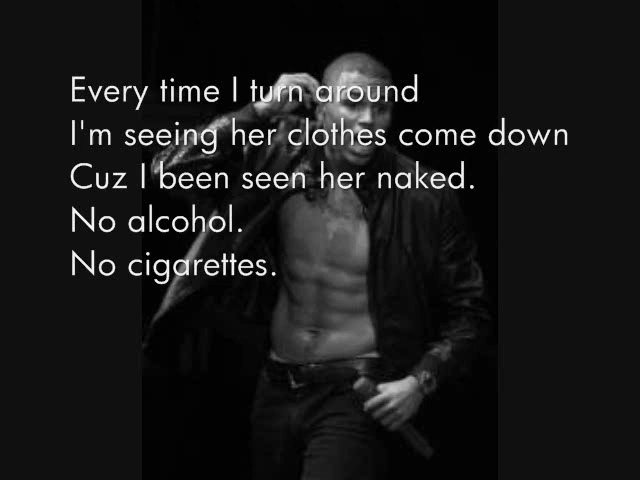 Every time I turn around
I'm seeing her clothes come down
Cuz I been seen her naked.
No alcohol.
No cigarettes.